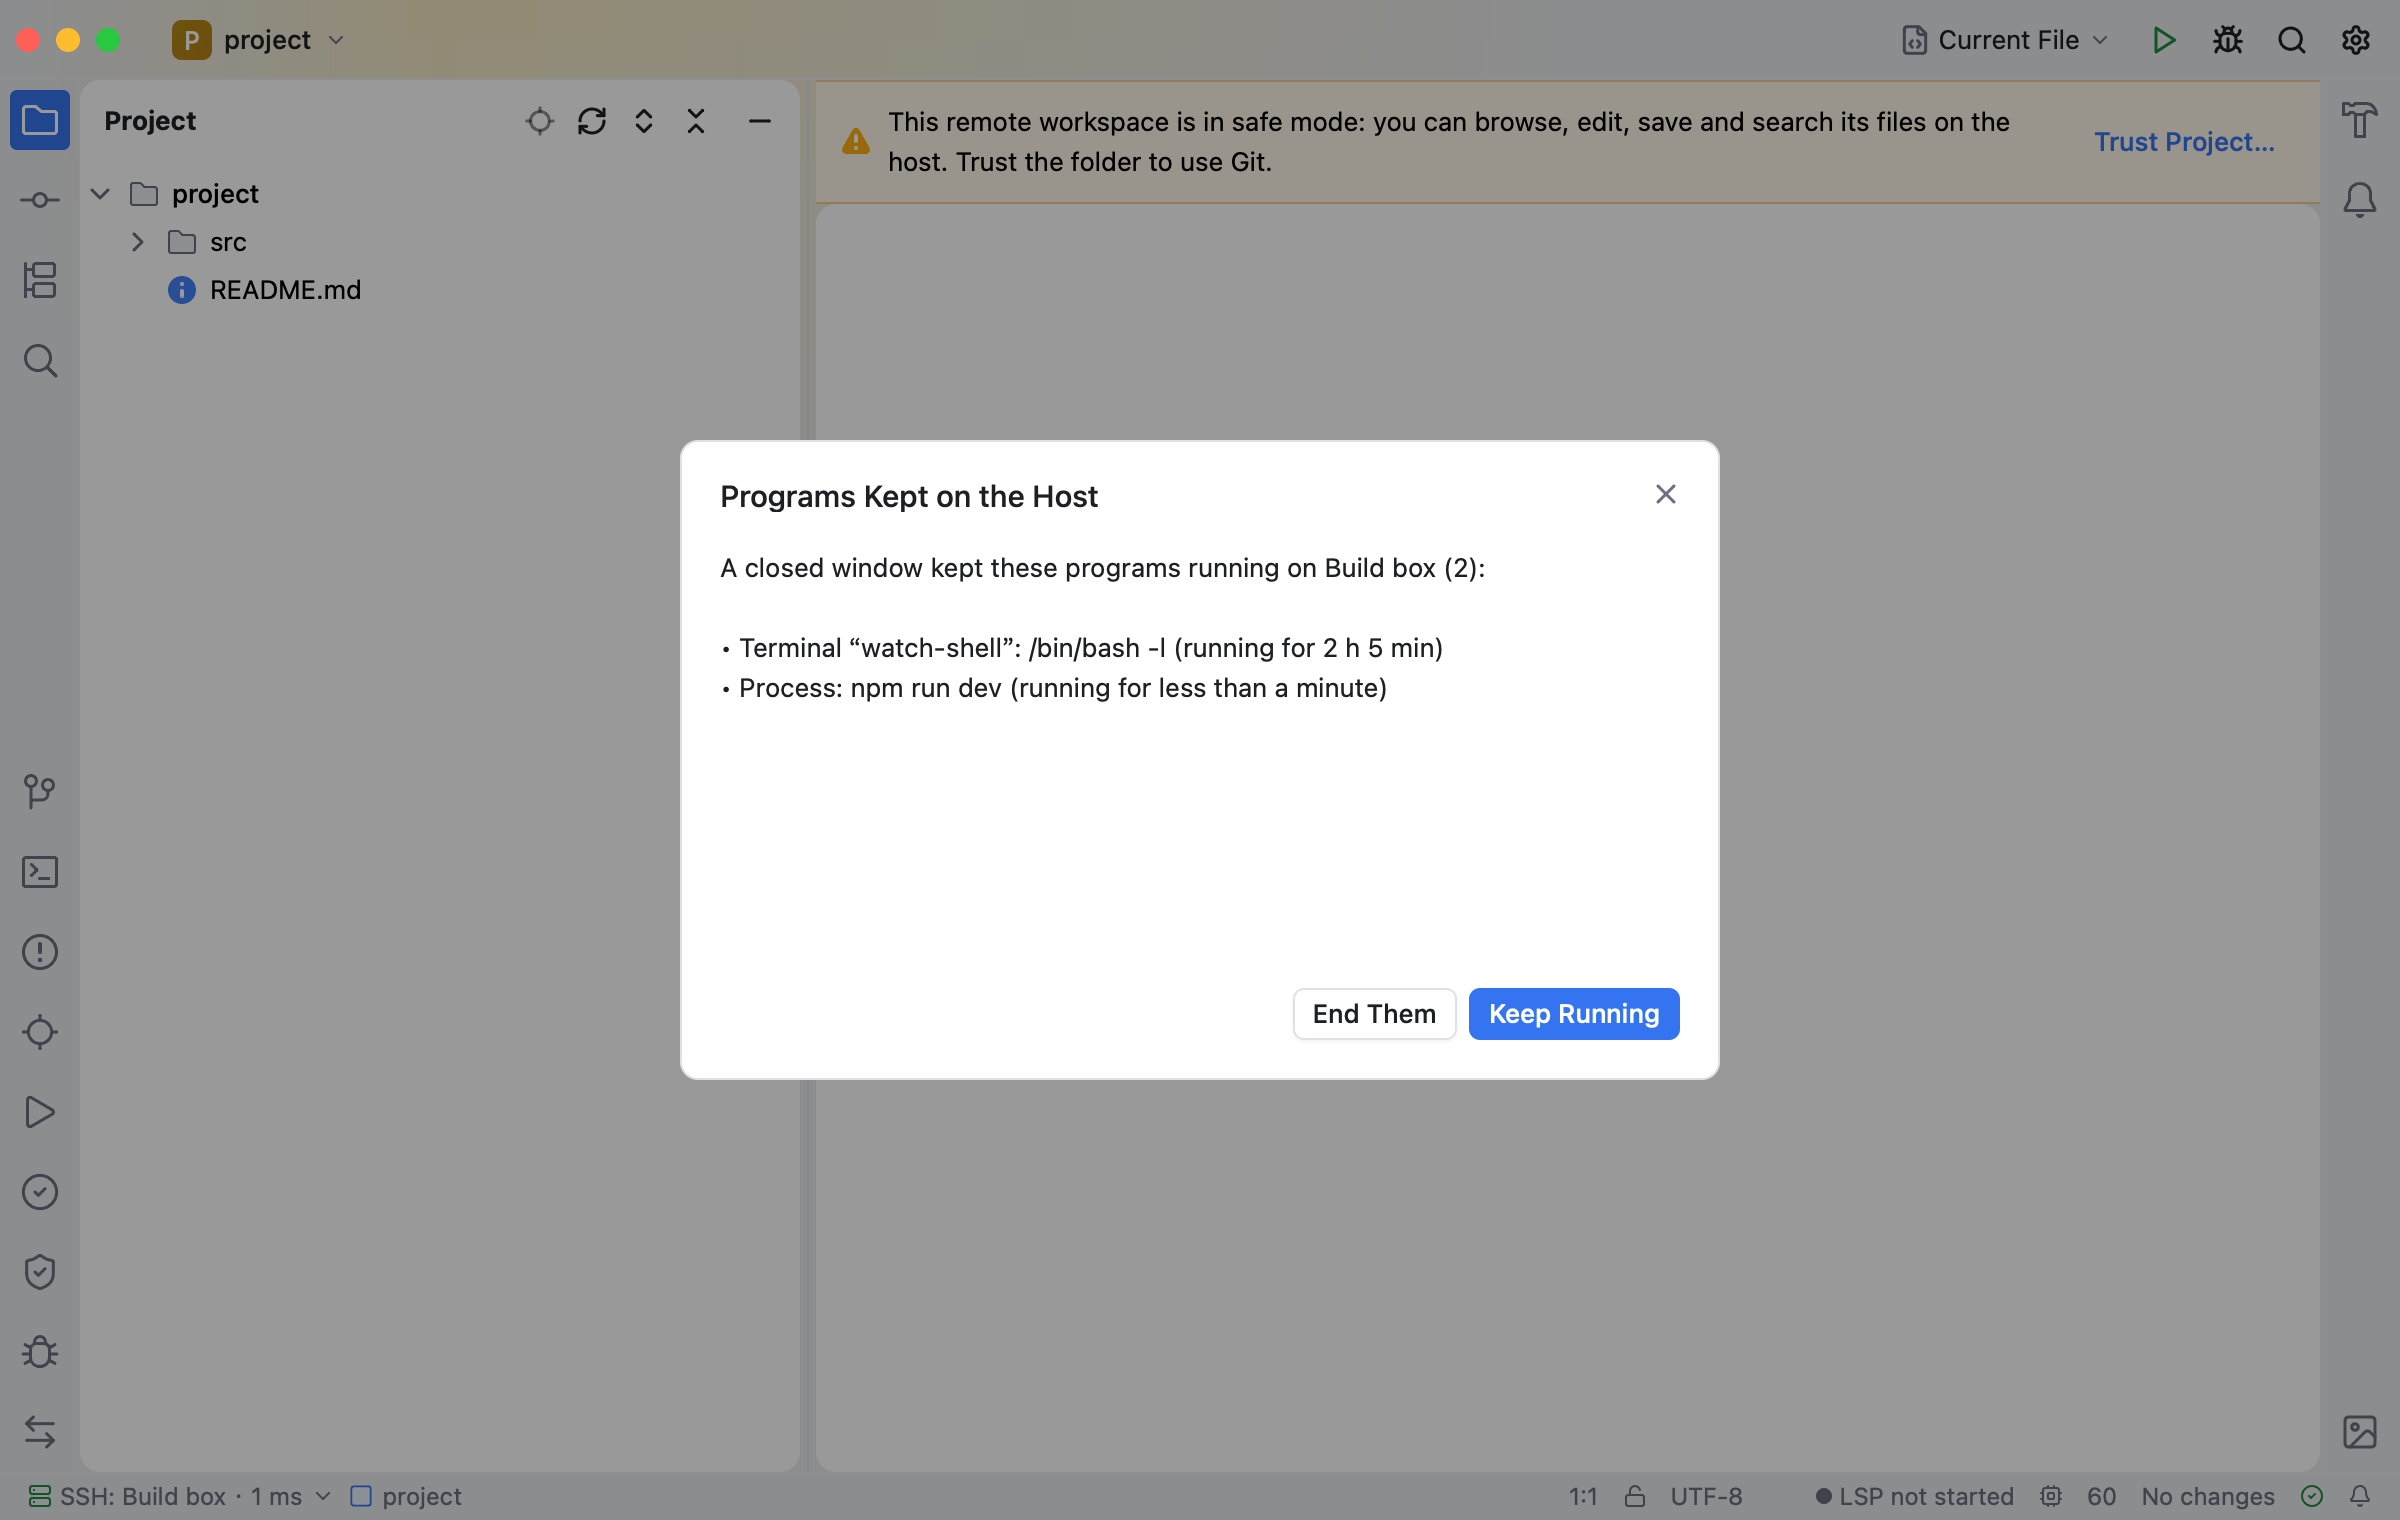 P project
Current File
Project
This remote workspace is in safe mode: you can browse, edit, save and search its files on the
host. Trust the folder to use Git.
Trust Project...
project
src
README.md
Programs Kept on the Host
A closed window kept these programs running on Build box (2):
• Terminal “watch-shell”: /bin/bash -l (running for 2 h 5 min)
• Process: npm run dev (running for less than a minute)
End Them
Keep Running
SSH: Build box · 1 ms
project
1:1
UTF-8
LSP not started
60
No changes